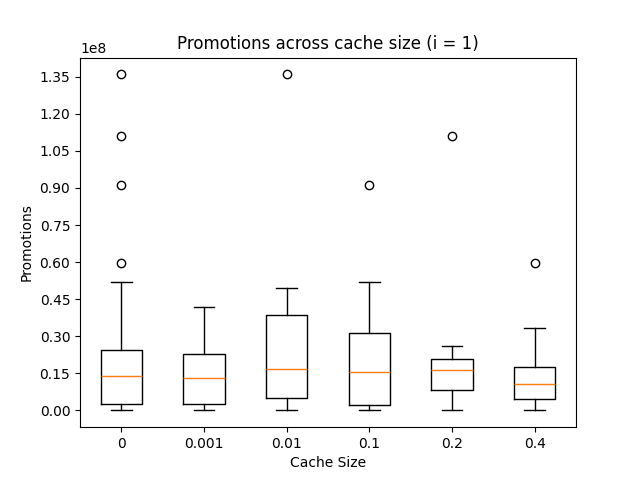 Promotions across cache size (i = 1)
1e8
1.35
1.20
1.05
0.90
0.75
0.60
0.45
0.30
0.15
0.00
Promotions
0 0.001 0.01 0.1 0.2 0.4
Cache Size